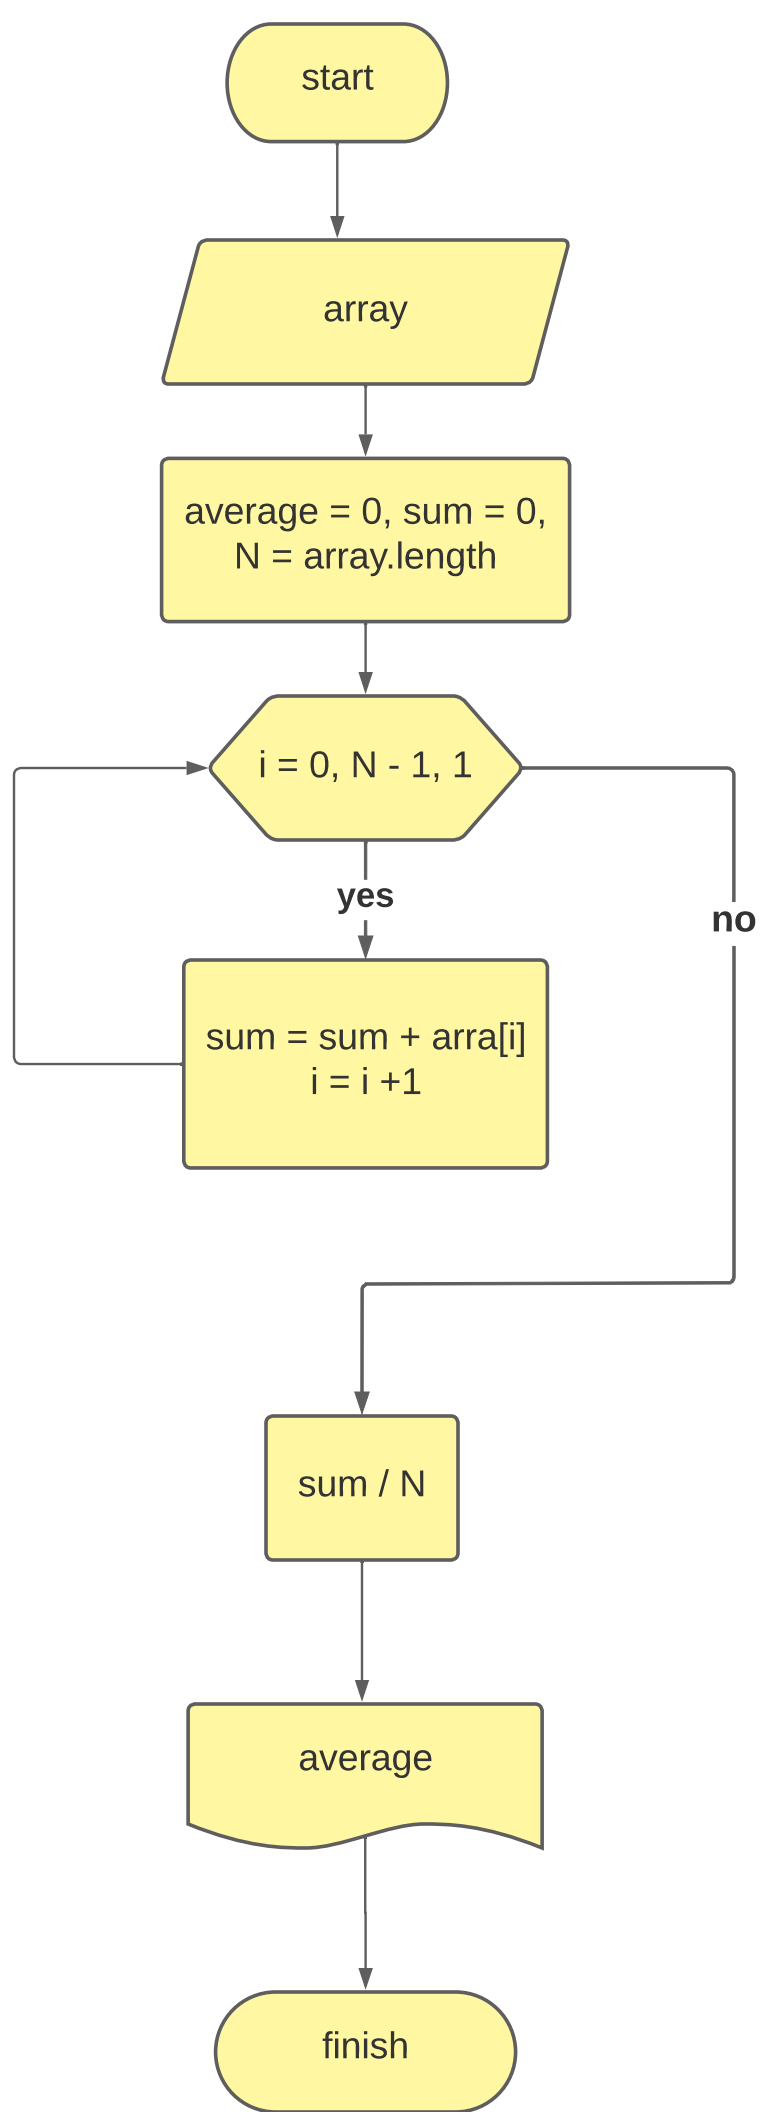 start
array
average = 0, sum = 0,
N = array.length
i = 0, N - 1, 1
yes
no
sum = sum + arra[i]
i = i +1
sum / N
average
finish